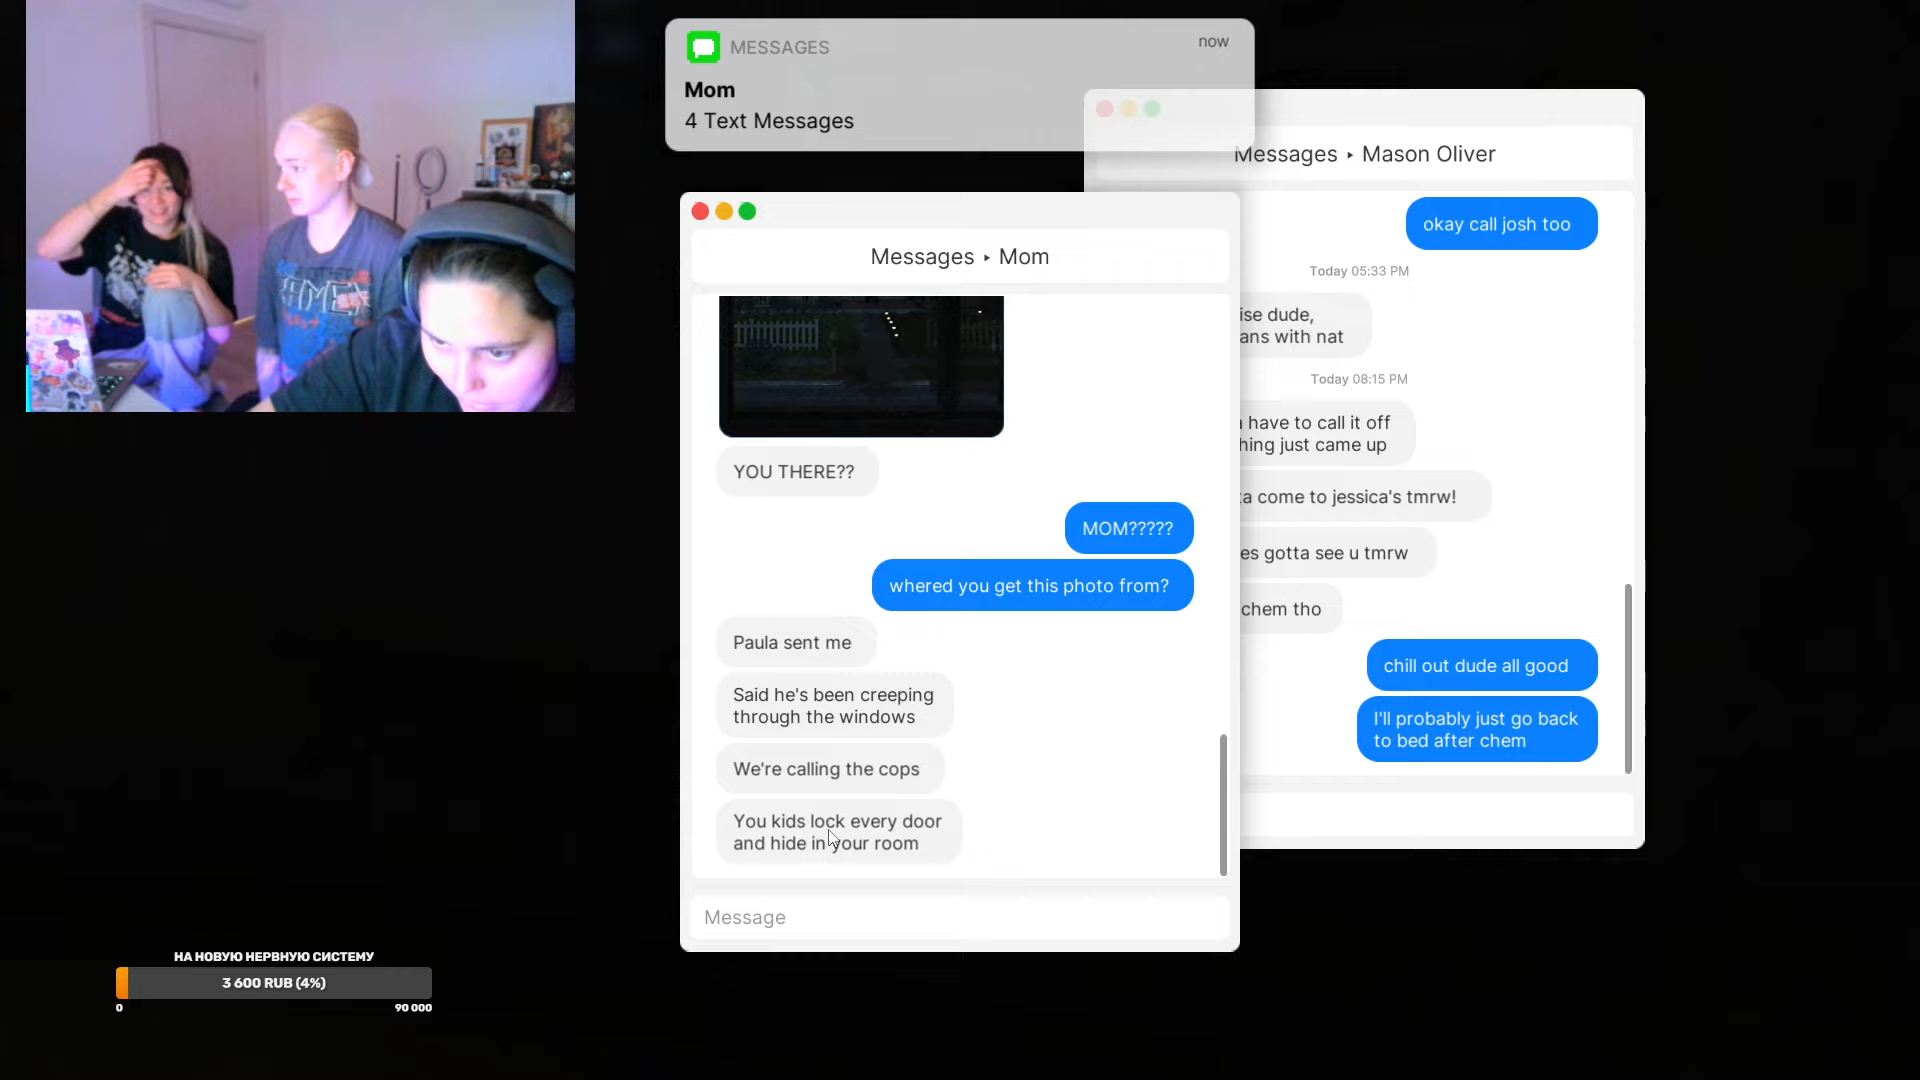 MESSAGES
now
Mom
4 Text Messages
Messages ▸ Mason Oliver
okay call josh too
Today 05:33 PM
ise dude,
ans with nat
Today 08:15 PM
have to call it off
hing just came up
a come to jessica's tmrw!
es gotta see u tmrw
chem tho
chill out dude all good
I'll probably just go back
to bed after chem
Messages ▸ Mom
YOU THERE??
MOM?????
whered you get this photo from?
Paula sent me
Said he's been creeping
through the windows
We're calling the cops
You kids lock every door
and hide in your room
Message
НА НОВУЮ НЕРВНУЮ СИСТЕМУ
3 600 RUB (4%)
0
90 000